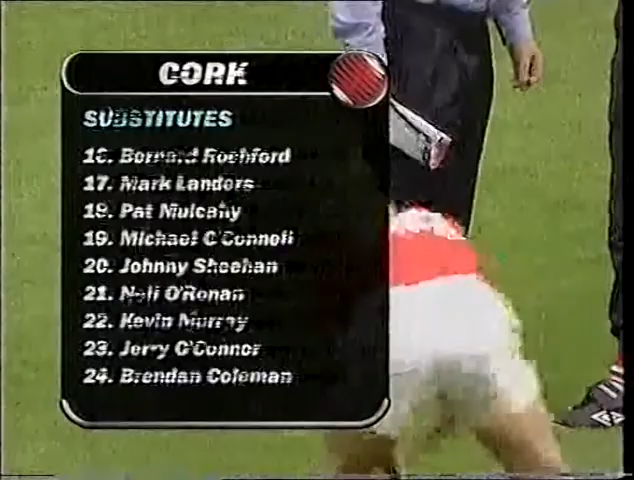 CORK
SUBSTITUTES
16. Bernard Rochford
17. Mark Landers
18. Pat Mulcahy
19. Michael O'Connell
20. Johnny Sheehan
21. Neil O'Ronan
22. Kevin Murray
23. Jerry O'Connor
24. Brendan Coleman